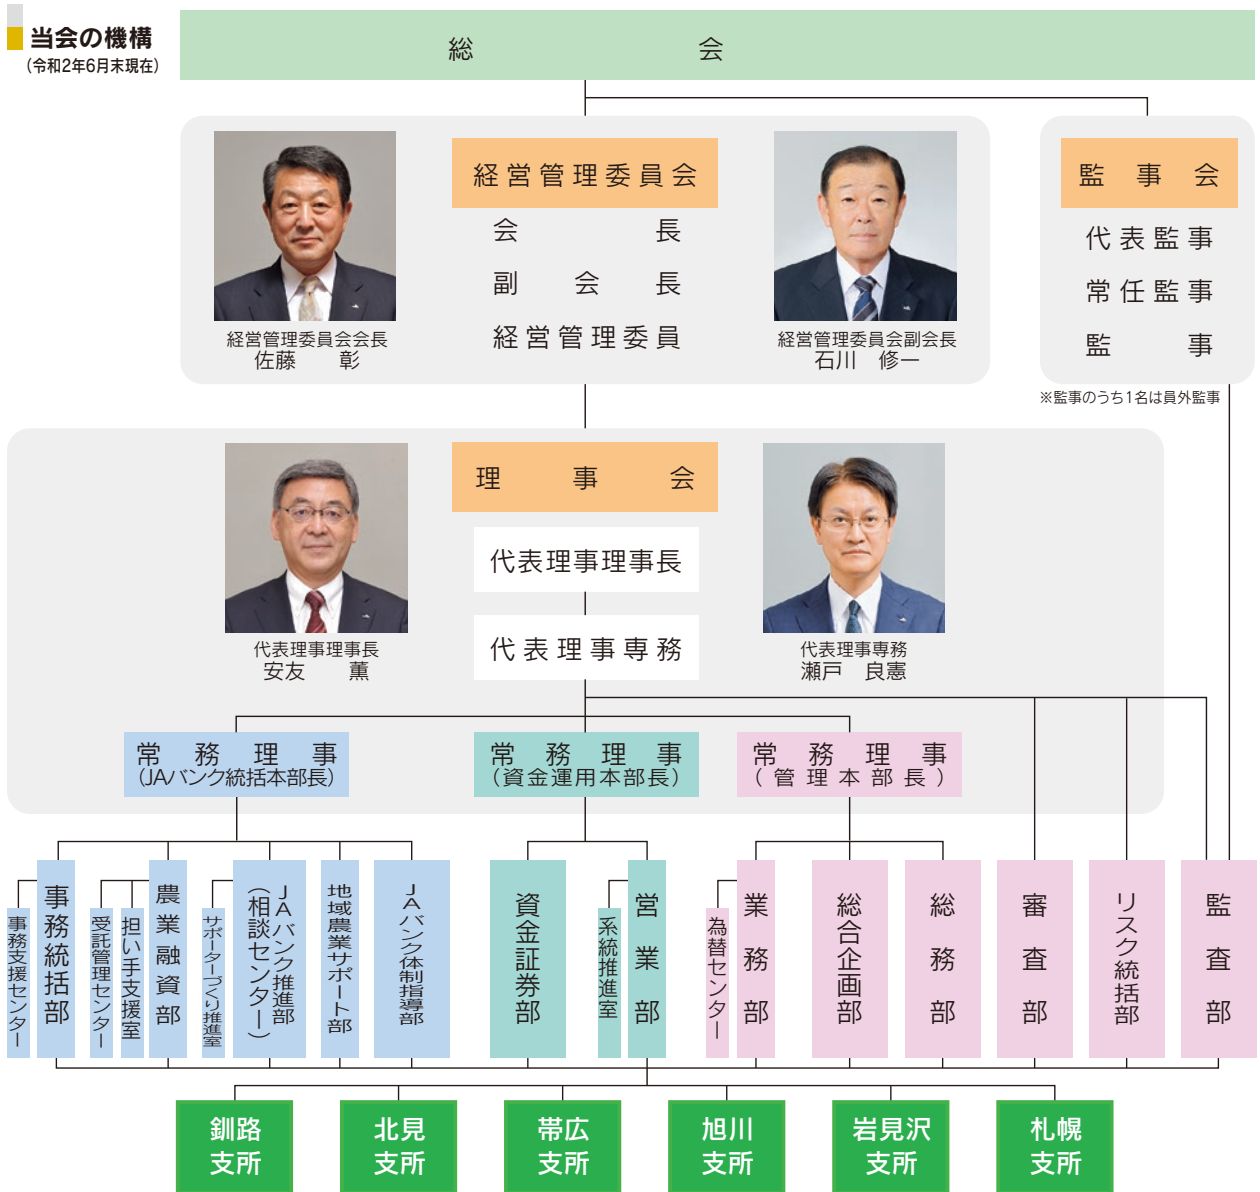 当会の機構
(令和2年6月末現在)
総会
経営管理委員会
会長
副会長
経営管理委員
経営管理委員会会長
佐藤 彰
経営管理委員会副会長
石川 修一
監事会
代表監事
常任監事
監事
※監事のうち1名は員外監事
理事会
代表理事理事長
代表理事専務
代表理事理事長
安友 薫
代表理事専務
瀬戸 良憲
常務理事
(JAバンク統括本部長)
常務理事
(資金運用本部長)
常務理事
(管理本部長)
事務支援センター
事務統括部
受託管理センター
担い手支援室
農業融資部
サポーターづくり推進室
JAバンク推進部
(相談センター)
地域農業サポート部
JAバンク体制指導部
資金証券部
系統推進室
営業部
為替センター
業務部
総合企画部
総務部
審査部
リスク統括部
監査部
釧路
支所
北見
支所
帯広
支所
旭川
支所
岩見沢
支所
札幌
支所